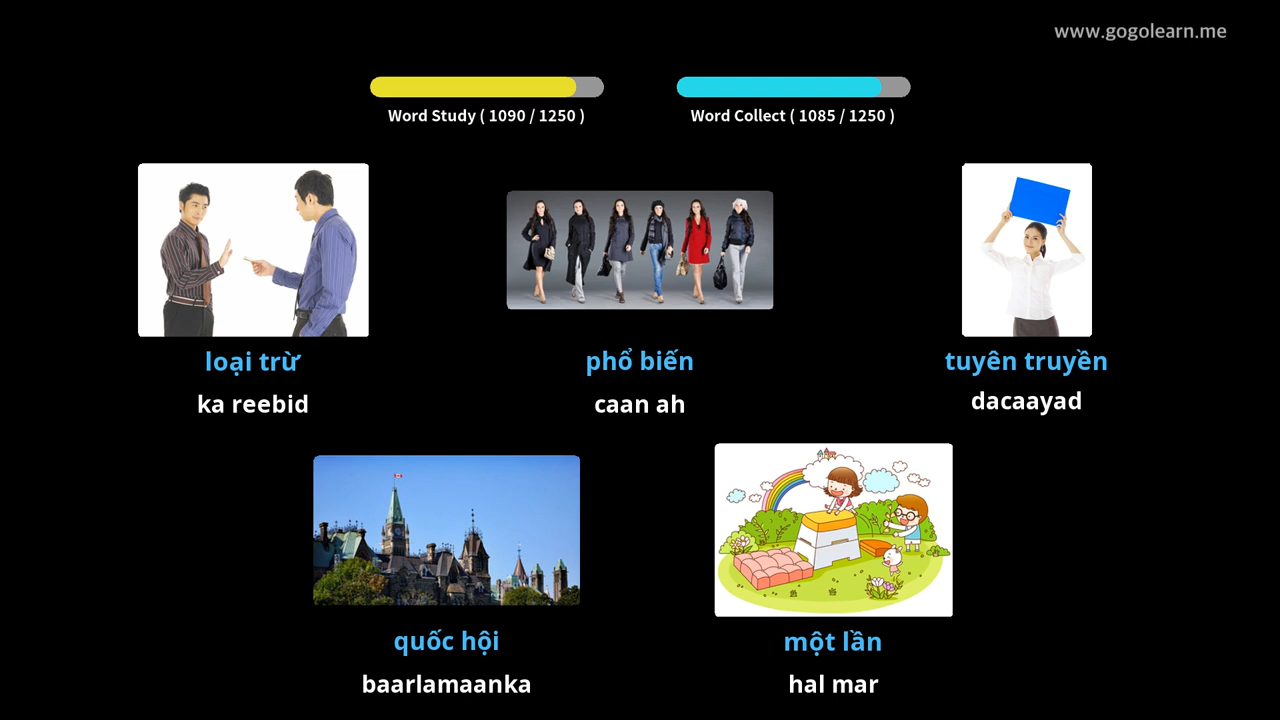 www.gogolearn.me
Word Study ( 1090 / 1250 )
Word Collect ( 1085 / 1250 )
loại trừ
ka reebid
phổ biến
caan ah
tuyên truyền
dacaayad
quốc hội
baarlamaanka
một lần
hal mar